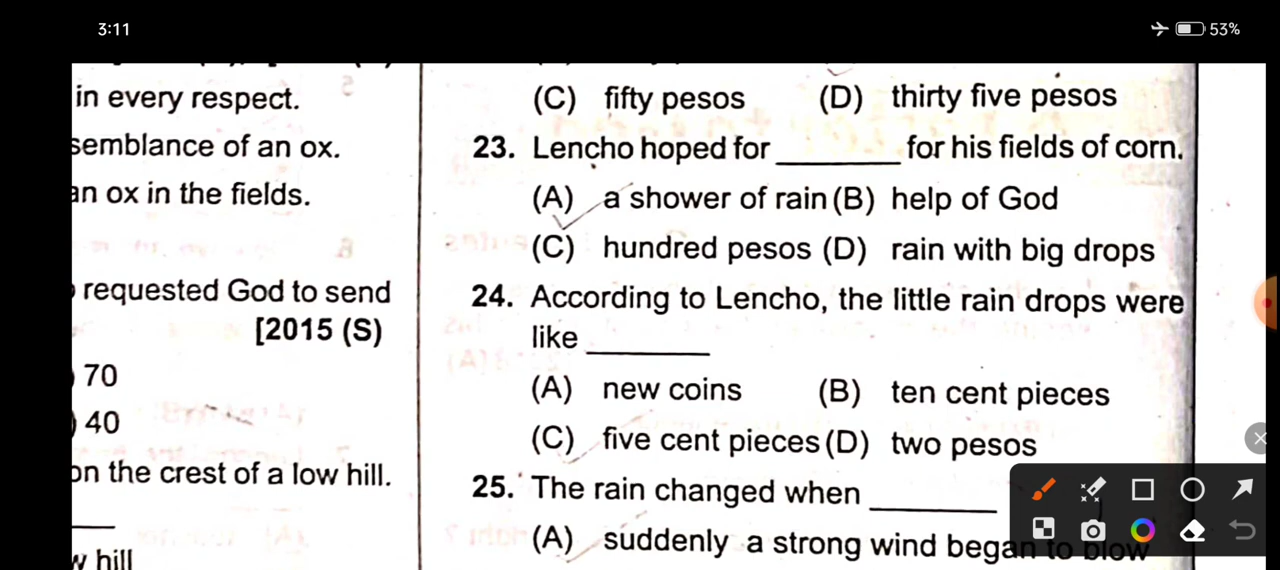 3:11
53%
in every respect.
semblance of an ox.
an ox in the fields.
requested God to send
[2015 (S)
) 70
) 40
on the crest of a low hill.
w hill
(C) fifty pesos (D) thirty five pesos
23. Lencho hoped for ________ for his fields of corn.
(A) a shower of rain (B) help of God
(C) hundred pesos (D) rain with big drops
24. According to Lencho, the little rain drops were
like ________
(A) new coins (B) ten cent pieces
(C) five cent pieces (D) two pesos
25. The rain changed when ________
(A) suddenly a strong wind began to blow